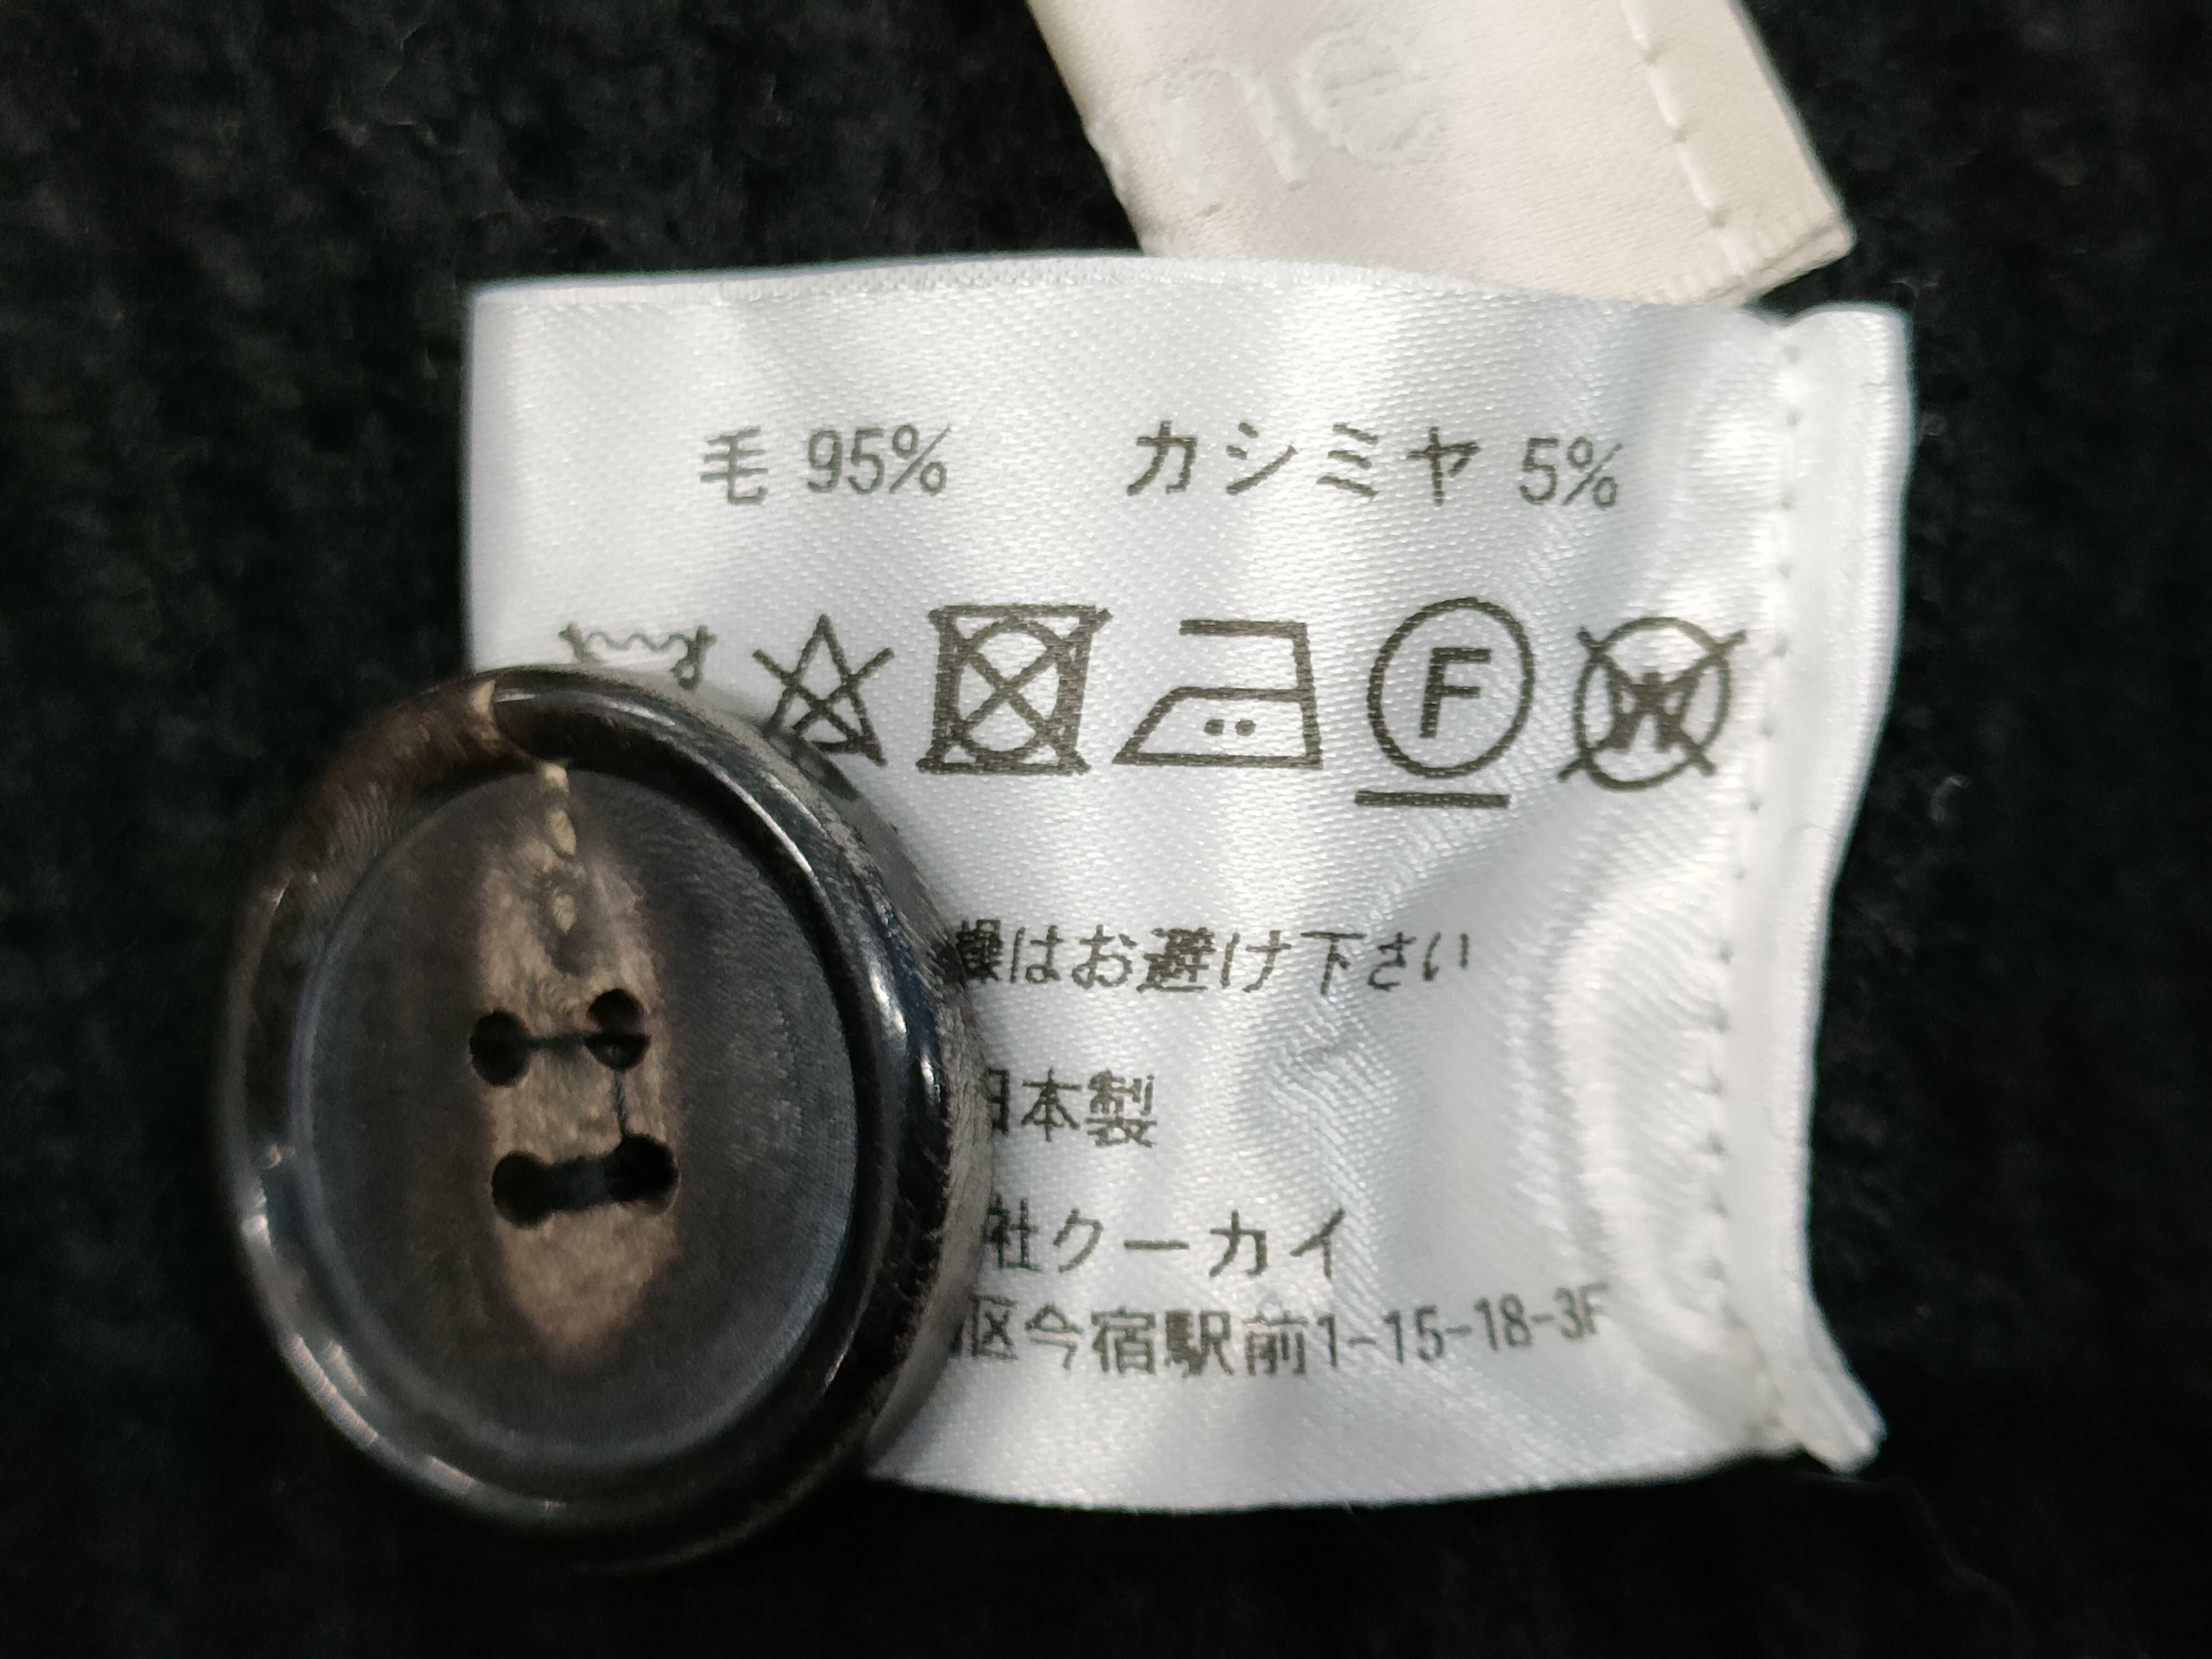 ne
毛 95% カシミヤ 5%
F W
燥はお避け下さい
日本製
社クーカイ
区今宿駅前1-15-18-3F